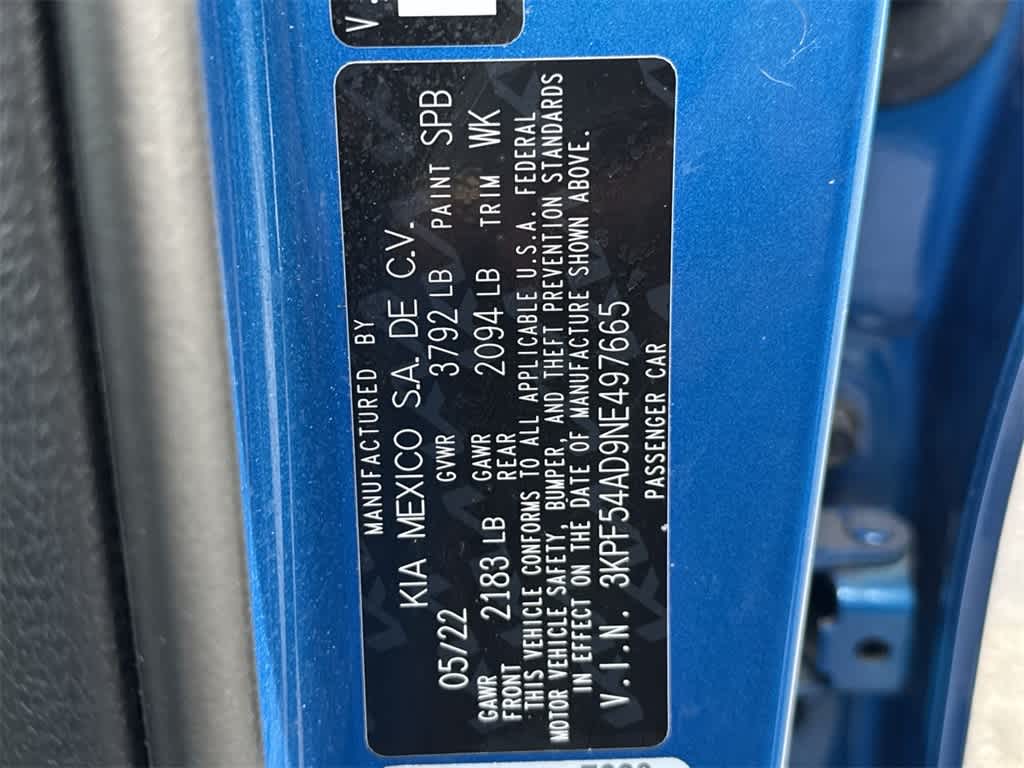 V.
MANUFACTURED BY
KIA MEXICO S.A. DE C.V.
05/22 GVWR 3792 LB PAINT SPB
GAWR FRONT 2183 LB GAWR REAR 2094 LB TRIM WK
THIS VEHICLE CONFORMS TO ALL APPLICABLE U.S.A. FEDERAL
MOTOR VEHICLE SAFETY, BUMPER, AND THEFT PREVENTION STANDARDS
IN EFFECT ON THE DATE OF MANUFACTURE SHOWN ABOVE.
V.I.N. 3KPF54AD9NE497665
PASSENGER CAR